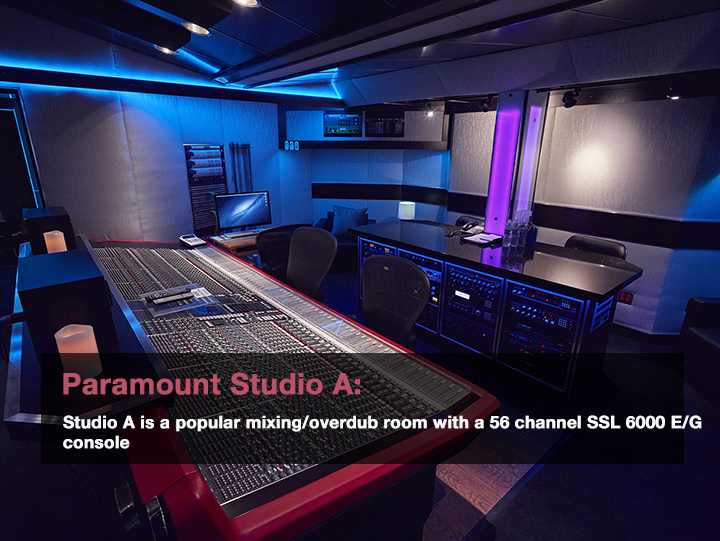 Paramount Studio A:
Studio A is a popular mixing/overdub room with a 56 channel SSL 6000 E/G
console